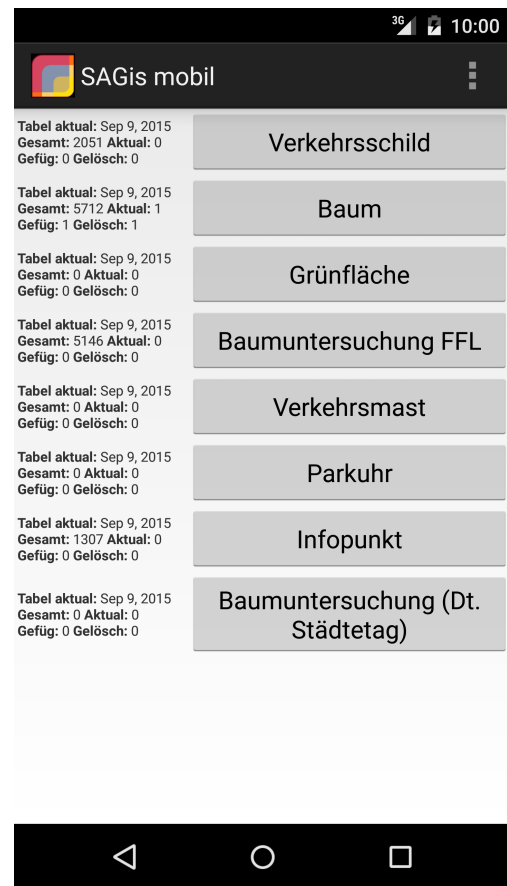 3G 10:00
SAGis mobil
Tabel aktual: Sep 9, 2015
Gesamt: 2051 Aktual: 0
Gefüg: 0 Gelösch: 0
Verkehrsschild
Tabel aktual: Sep 9, 2015
Gesamt: 5712 Aktual: 1
Gefüg: 1 Gelösch: 1
Baum
Tabel aktual: Sep 9, 2015
Gesamt: 0 Aktual: 0
Gefüg: 0 Gelösch: 0
Grünfläche
Tabel aktual: Sep 9, 2015
Gesamt: 5146 Aktual: 0
Gefüg: 0 Gelösch: 0
Baumuntersuchung FFL
Tabel aktual: Sep 9, 2015
Gesamt: 0 Aktual: 0
Gefüg: 0 Gelösch: 0
Verkehrsmast
Tabel aktual: Sep 9, 2015
Gesamt: 0 Aktual: 0
Gefüg: 0 Gelösch: 0
Parkuhr
Tabel aktual: Sep 9, 2015
Gesamt: 1307 Aktual: 0
Gefüg: 0 Gelösch: 0
Infopunkt
Tabel aktual: Sep 9, 2015
Gesamt: 0 Aktual: 0
Gefüg: 0 Gelösch: 0
Baumuntersuchung (Dt.
Städtetag)